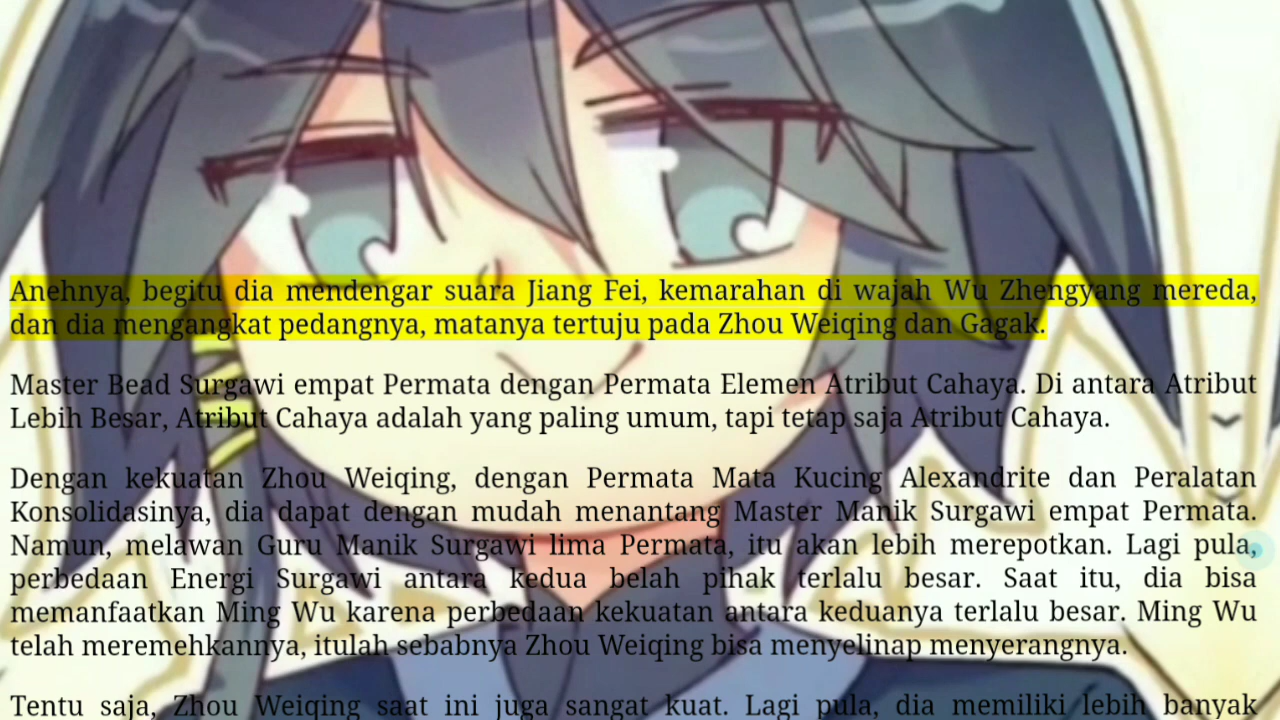 Anehnya, begitu dia mendengar suara Jiang Fei, kemarahan di wajah Wu Zhengyang mereda,
dan dia mengangkat pedangnya, matanya tertuju pada Zhou Weiqing dan Gagak.
Master Bead Surgawi empat Permata dengan Permata Elemen Atribut Cahaya. Di antara Atribut
Lebih Besar, Atribut Cahaya adalah yang paling umum, tapi tetap saja Atribut Cahaya.
Dengan kekuatan Zhou Weiqing, dengan Permata Mata Kucing Alexandrite dan Peralatan
Konsolidasinya, dia dapat dengan mudah menantang Master Manik Surgawi empat Permata.
Namun, melawan Guru Manik Surgawi lima Permata, itu akan lebih merepotkan. Lagi pula,
perbedaan Energi Surgawi antara kedua belah pihak terlalu besar. Saat itu, dia bisa
memanfaatkan Ming Wu karena perbedaan kekuatan antara keduanya terlalu besar. Ming Wu
telah meremehkannya, itulah sebabnya Zhou Weiqing bisa menyelinap menyerangnya.
Tentu saja, Zhou Weiqing saat ini juga sangat kuat. Lagi pula, dia memiliki lebih banyak